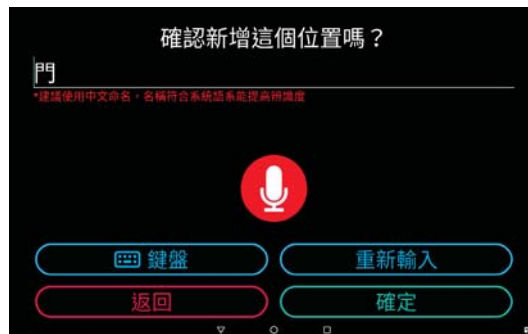 確認新增這個位置嗎？
門
*建議使用中文命名，名稱符合系統語系能提高辨識度
鍵盤
重新輸入
返回
確定